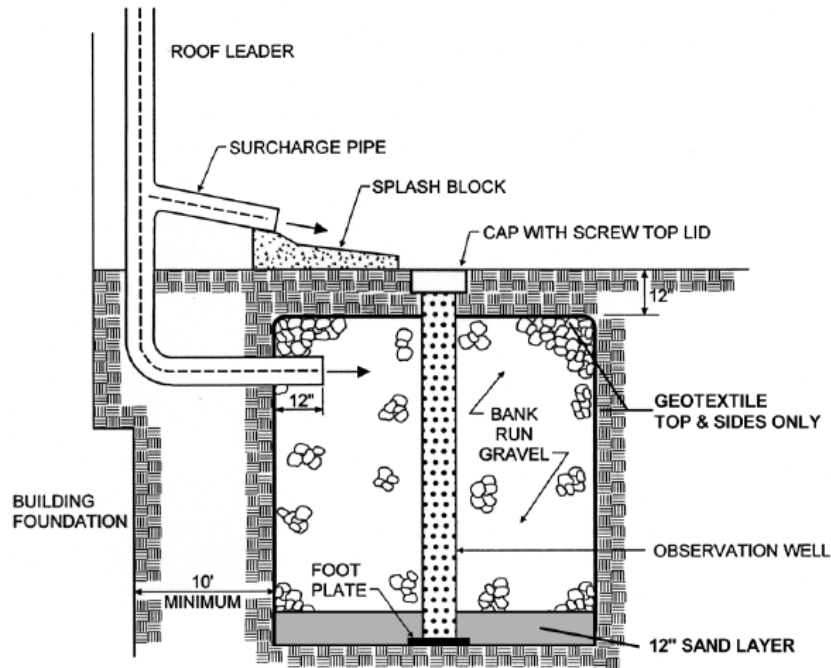 ROOF LEADER
SURCHARGE PIPE
SPLASH BLOCK
CAP WITH SCREW TOP LID
12"
12"
GEOTEXTILE
TOP & SIDES ONLY
BANK
RUN
GRAVEL
BUILDING
FOUNDATION
OBSERVATION WELL
FOOT
PLATE
10'
MINIMUM
12" SAND LAYER